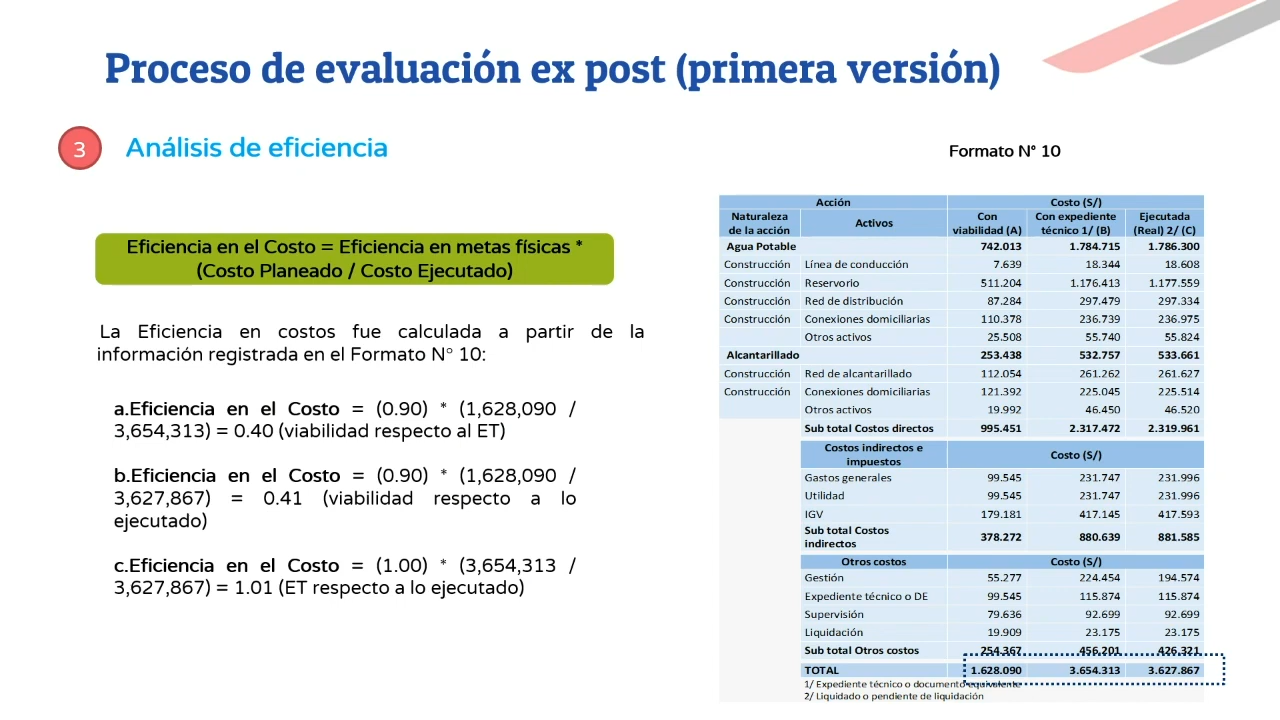 Proceso de evaluación ex post (primera versión)
3
Análisis de eficiencia
Eficiencia en el Costo = Eficiencia en metas físicas *
(Costo Planeado / Costo Ejecutado)
La Eficiencia en costos fue calculada a partir de la
información registrada en el Formato N° 10:
a.Eficiencia en el Costo = (0.90) * (1,628,090 /
3,654,313) = 0.40 (viabilidad respecto al ET)
b.Eficiencia en el Costo = (0.90) * (1,628,090 /
3,627,867) = 0.41 (viabilidad respecto a lo
ejecutado)
c.Eficiencia en el Costo = (1.00) * (3,654,313 /
3,627,867) = 1.01 (ET respecto a lo ejecutado)
Formato N° 10
Acción Costo (S/)
Naturaleza de la acción Activos Con viabilidad (A) Con expediente técnico 1/ (B) Ejecutada (Real) 2/ (C)
Agua Potable 742.013 1.784.715 1.786.300
Construcción Línea de conducción 7.639 18.344 18.608
Construcción Reservorio 511.204 1.176.413 1.177.559
Construcción Red de distribución 87.284 297.479 297.334
Construcción Conexiones domiciliarias 110.378 236.739 236.975
Otros activos 25.508 55.740 55.824
Alcantarillado 253.438 532.757 533.661
Construcción Red de alcantarillado 112.054 261.262 261.627
Construcción Conexiones domiciliarias 121.392 225.045 225.514
Otros activos 19.992 46.450 46.520
Sub total Costos directos 995.451 2.317.472 2.319.961
Costos indirectos e impuestos Costo (S/)
Gastos generales 99.545 231.747 231.996
Utilidad 99.545 231.747 231.996
IGV 179.181 417.145 417.593
Sub total Costos indirectos 378.272 880.639 881.585
Otros costos Costo (S/)
Gestión 55.277 224.454 194.574
Expediente técnico o DE 99.545 115.874 115.874
Supervisión 79.636 92.699 92.699
Liquidación 19.909 23.175 23.175
Sub total Otros costos 254.367 456.201 426.321
TOTAL 1.628.090 3.654.313 3.627.867
1/ Expediente técnico o documento equivalente
2/ Liquidado o pendiente de liquidación